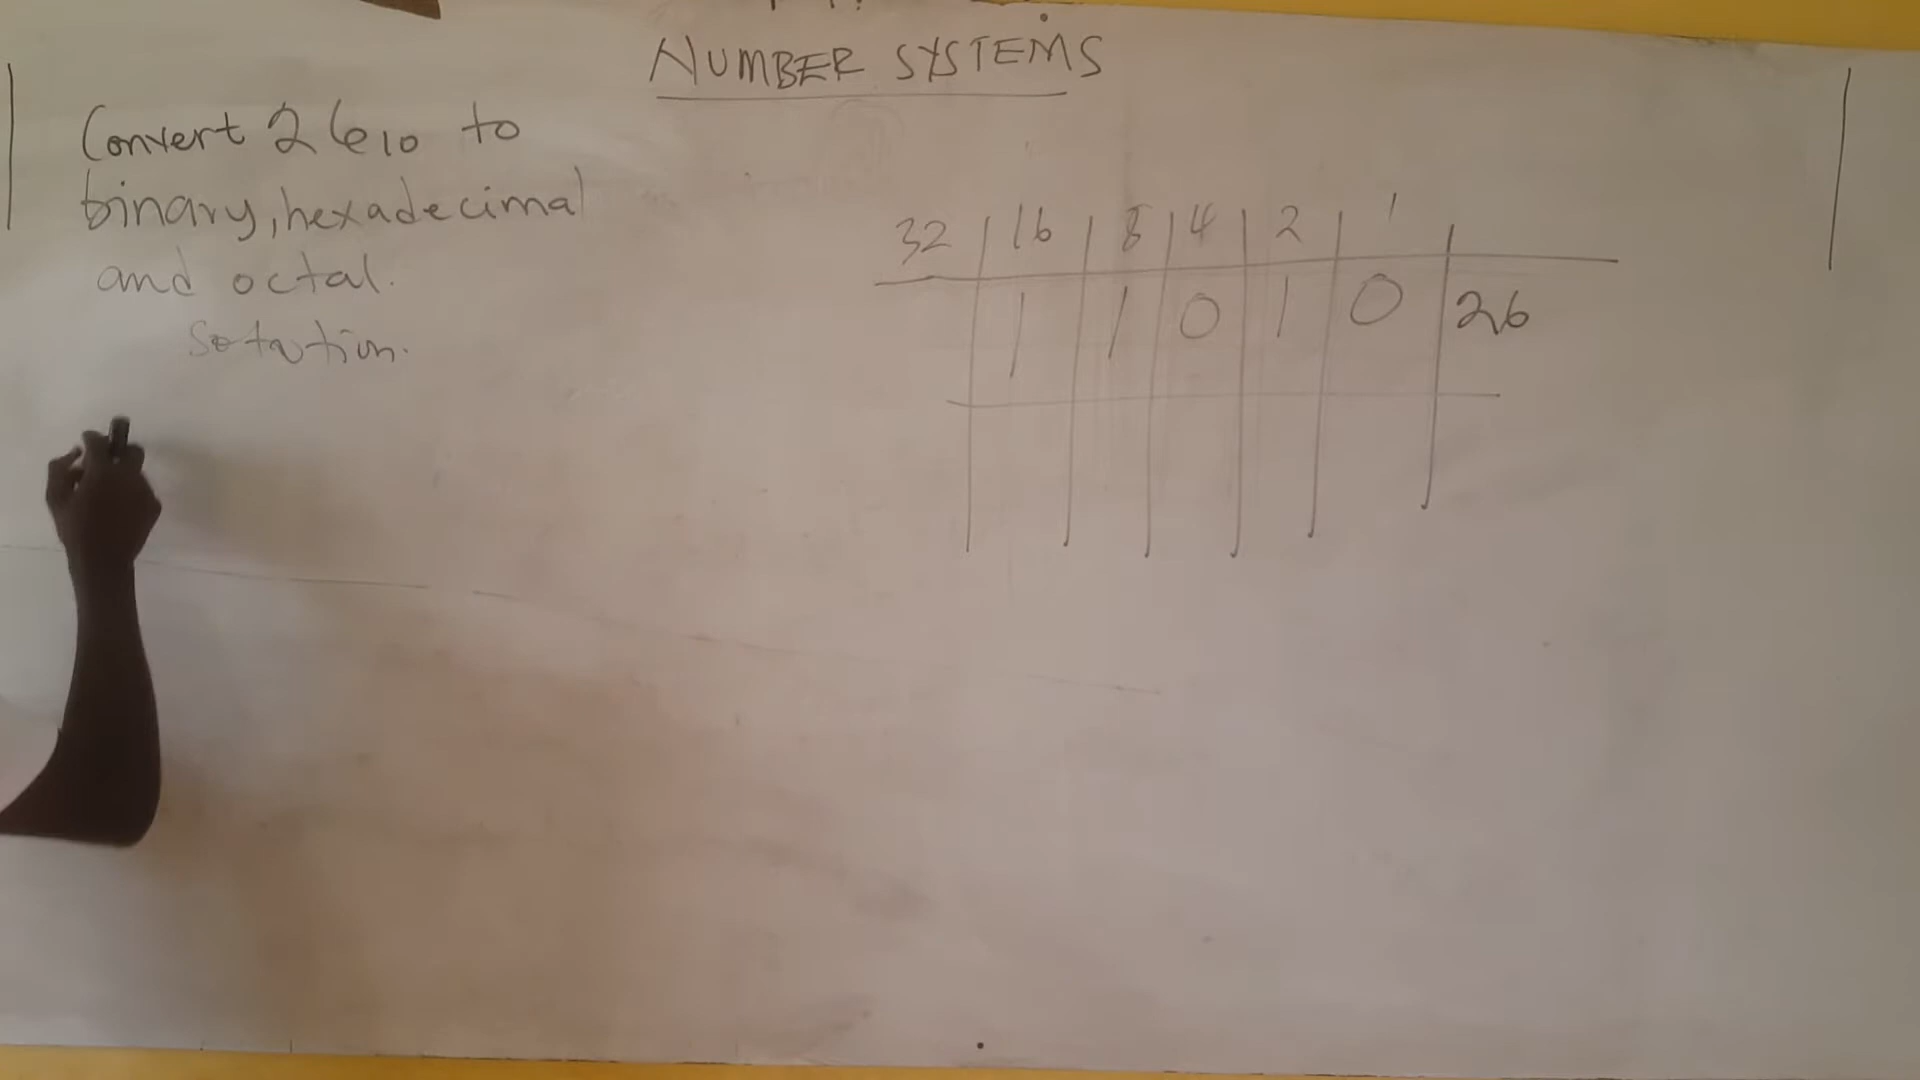 NUMBER SYSTEMS
Convert 26₁₀ to
binary, hexadecimal
and octal.
Sotution.
32 16 8 4 2 1
1 1 0 1 0 26